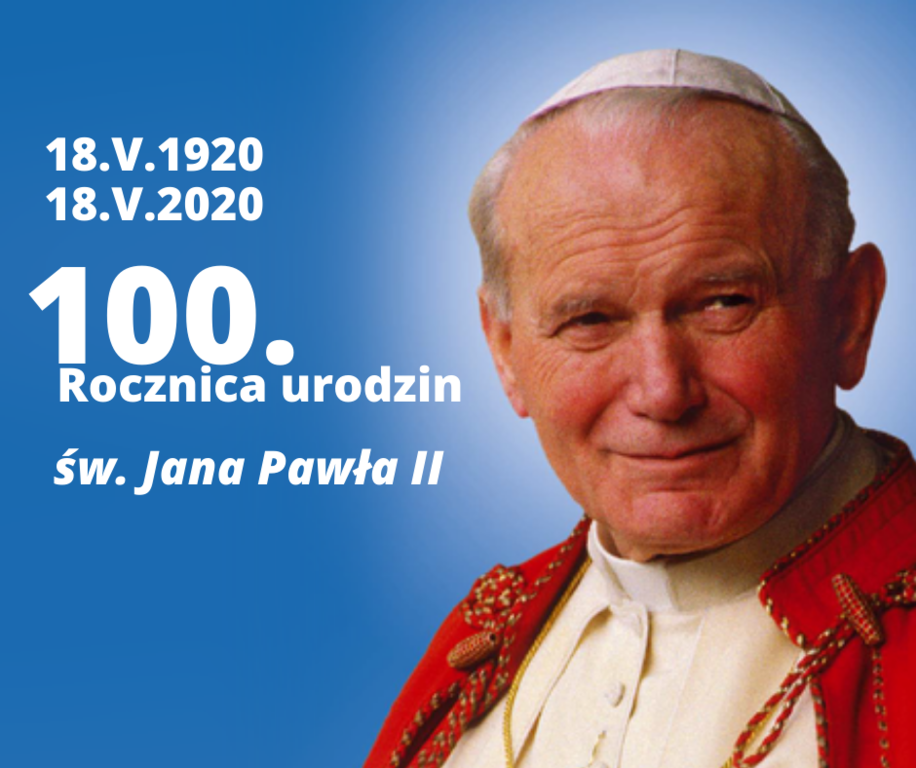 18.V.1920
18.V.2020
100.
Rocznica urodzin
św. Jana Pawła II